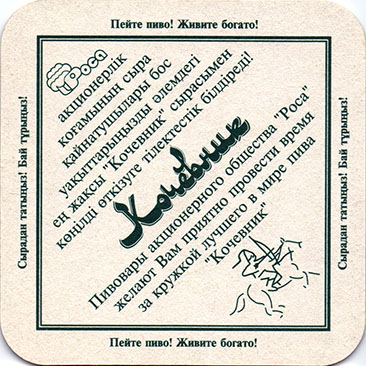 Пейте пиво! Живите богато!
Сырадан татыңыз! Бай тұрыңыз!
Роса
акционерлік
коғамының сыра
қайнатушылары бос
уақыттарыңызды әлемдегі
ең жақсы "Кочевник" сырасымен
көңілді өткізуге тілектестік білдіреді!
Кочевник
Пивовары акционерного общества "Роса"
желают Вам приятно провести время
за кружкой лучшего в мире пива
"Кочевник"
Сырадан татыңыз! Бай тұрыңыз!
Пейте пиво! Живите богато!